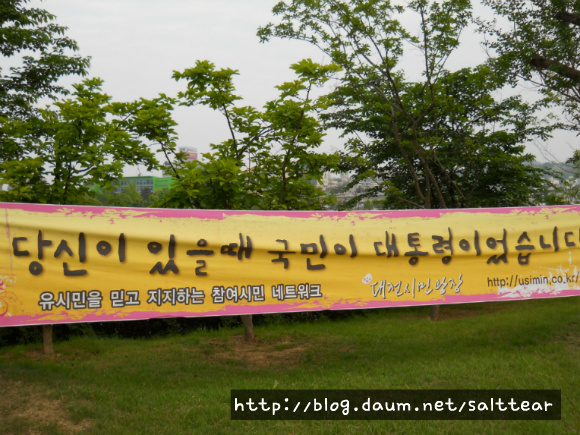 당신이 있을때 국민이 대통령이었습니다
유시민을 믿고 지지하는 참여시민 네트워크
대전시민광장
http://usimin.co.kr/
http://blog.daum.net/salttear